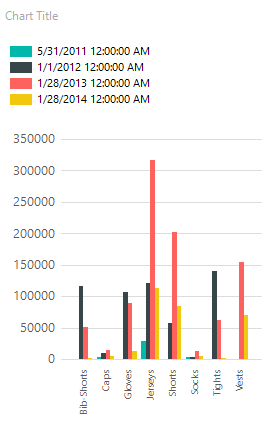 Chart Title
5/31/2011 12:00:00 AM
1/1/2012 12:00:00 AM
1/28/2013 12:00:00 AM
1/28/2014 12:00:00 AM
350000
300000
250000
200000
150000
100000
50000
0
Bib-Shorts
Caps
Gloves
Jerseys
Shorts
Socks
Tights
Vests